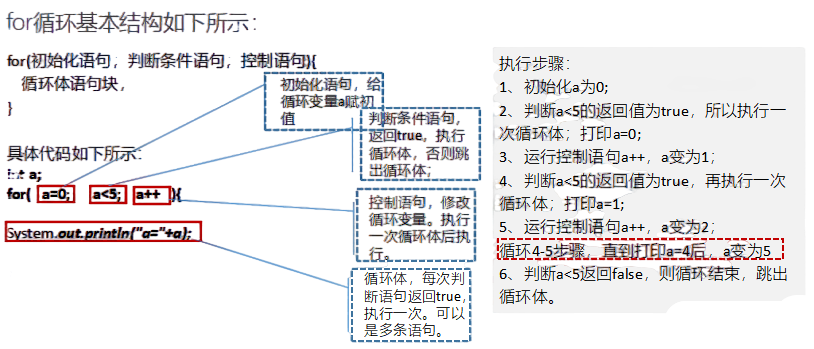 for循环基本结构如下所示：
for(初始化语句；判断条件语句；控制语句){
循环体语句块，
}
初始化语句，给
循环变量a赋初
值
判断条件语句，
返回true，执行
循环体，否则跳
出循环体；
具体代码如下所示：
int a;
for( a=0; a<5; a++ ){
System.out.println("a="+a);
控制语句，修改
循环变量。执行
一次循环体后执
行。
循环体，每次判
断语句返回true，
执行一次。可以
是多条语句。
执行步骤：
1、初始化a为0;
2、判断a<5的返回值为true，所以执行一
次循环体；打印a=0;
3、运行控制语句a++，a变为1；
4、判断a<5的返回值为true，再执行一次
循环体；打印a=1;
5、运行控制语句a++，a变为2；
循环4-5步骤，直到打印a=4后，a变为5
6、判断a<5返回false，则循环结束，跳出
循环体。